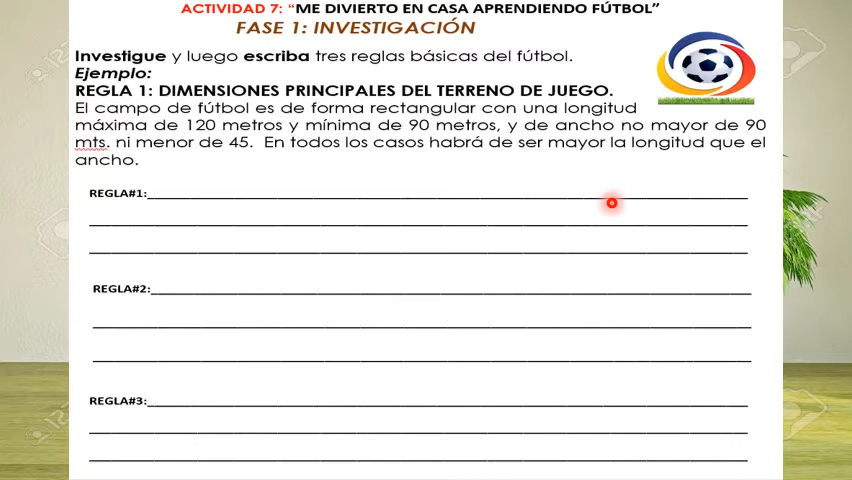 ACTIVIDAD 7: “ME DIVIERTO EN CASA APRENDIENDO FÚTBOL”
FASE 1: INVESTIGACIÓN
Investigue y luego escriba tres reglas básicas del fútbol.
Ejemplo:
REGLA 1: DIMENSIONES PRINCIPALES DEL TERRENO DE JUEGO.
El campo de fútbol es de forma rectangular con una longitud
máxima de 120 metros y mínima de 90 metros, y de ancho no mayor de 90
mts. ni menor de 45. En todos los casos habrá de ser mayor la longitud que el
ancho.
REGLA#1:
REGLA#2:
REGLA#3: